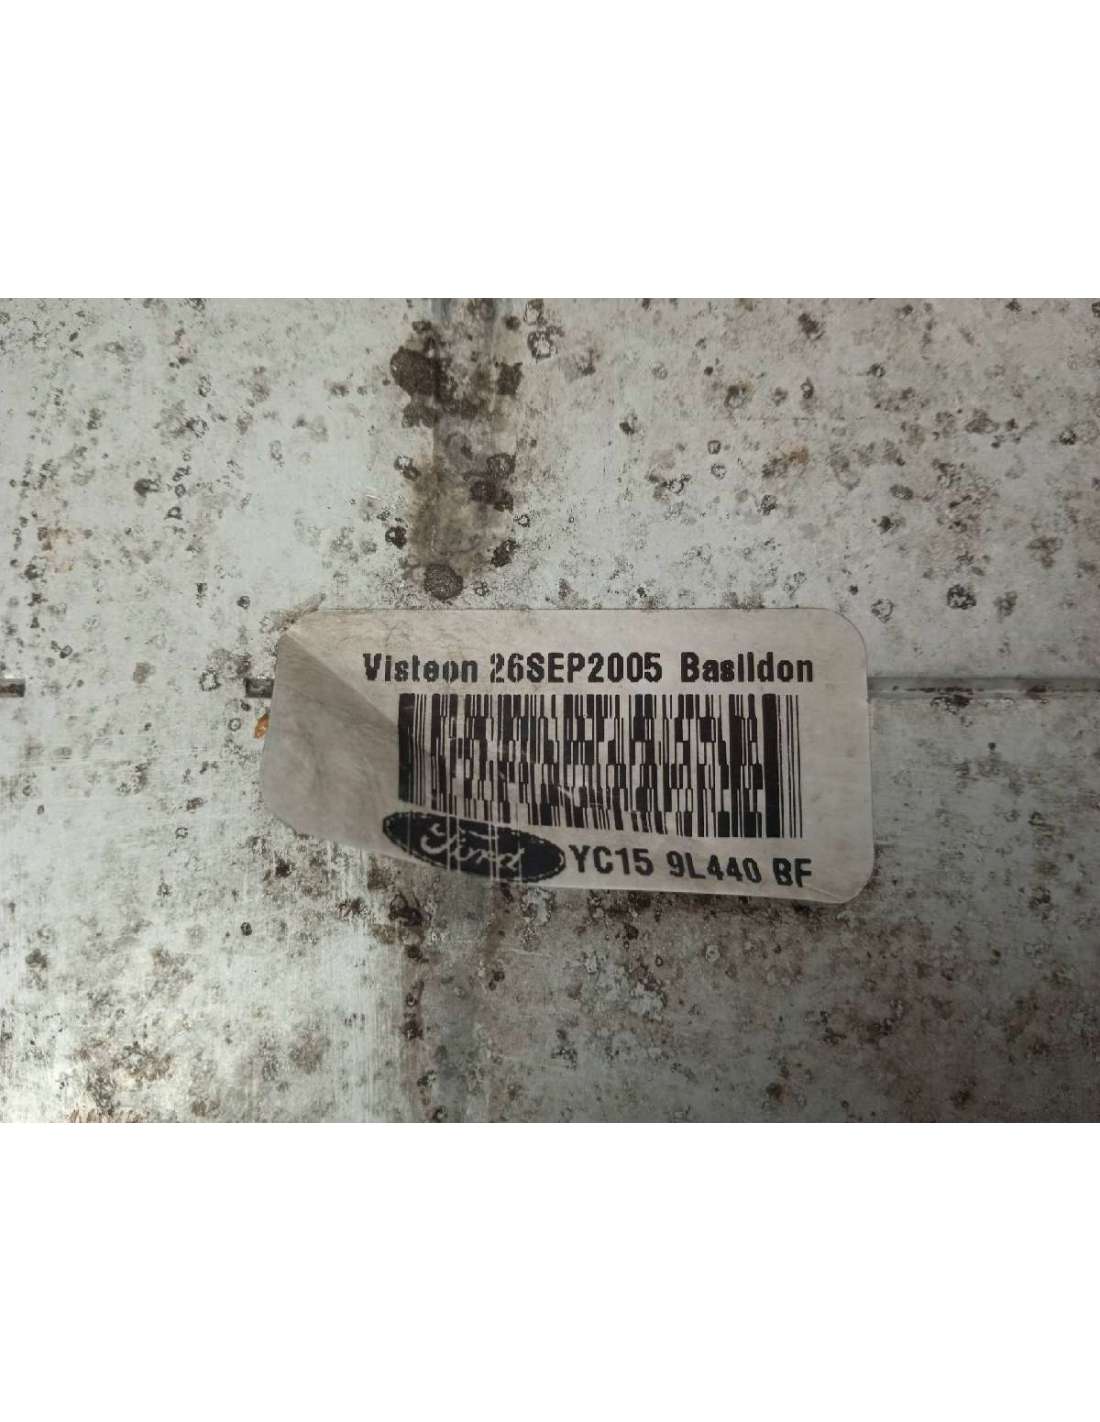 Visteon 26SEP2005 Basildon
Ford YC15 9L440 BF